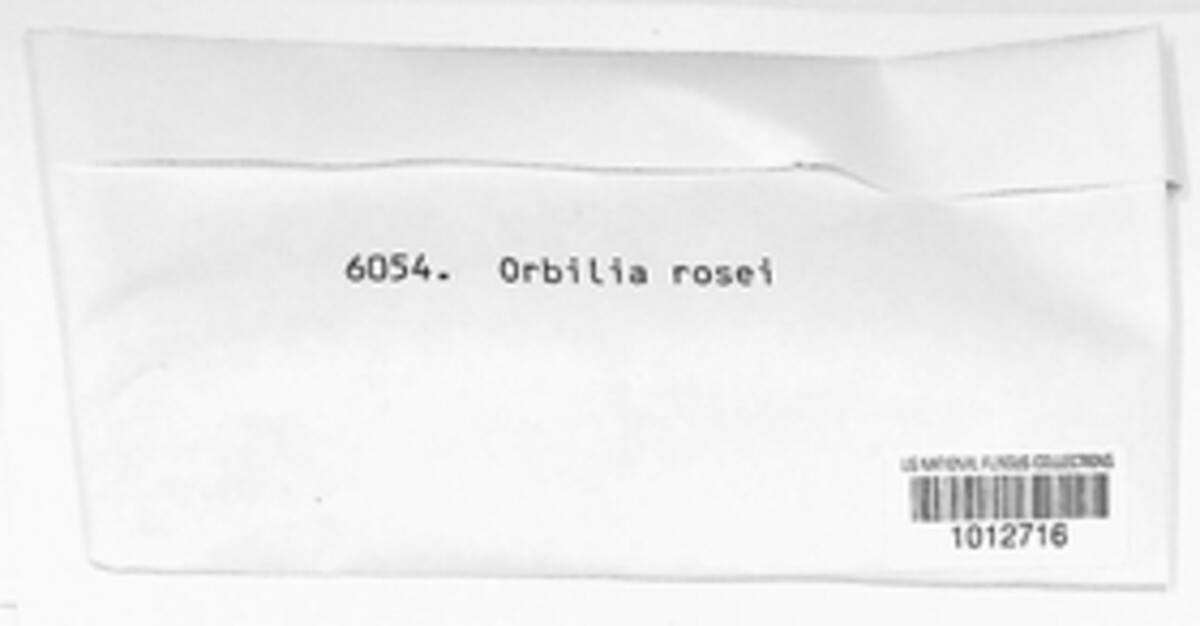 6054. Orbilia rosei
US NATIONAL FUNGUS COLLECTIONS
1012716